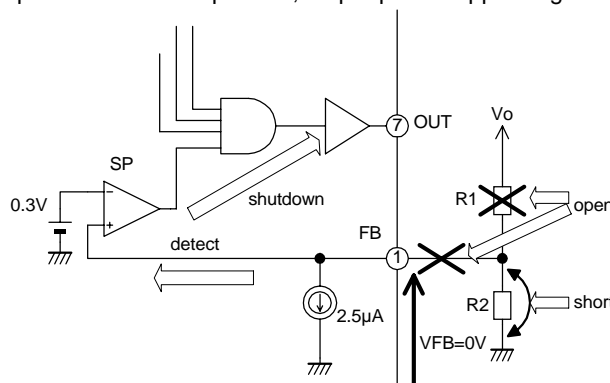 7
OUT
Vo
SP
R1
0.3V
shutdown
open
detect
FB
1
2.5µA
R2
short
VFB=0V